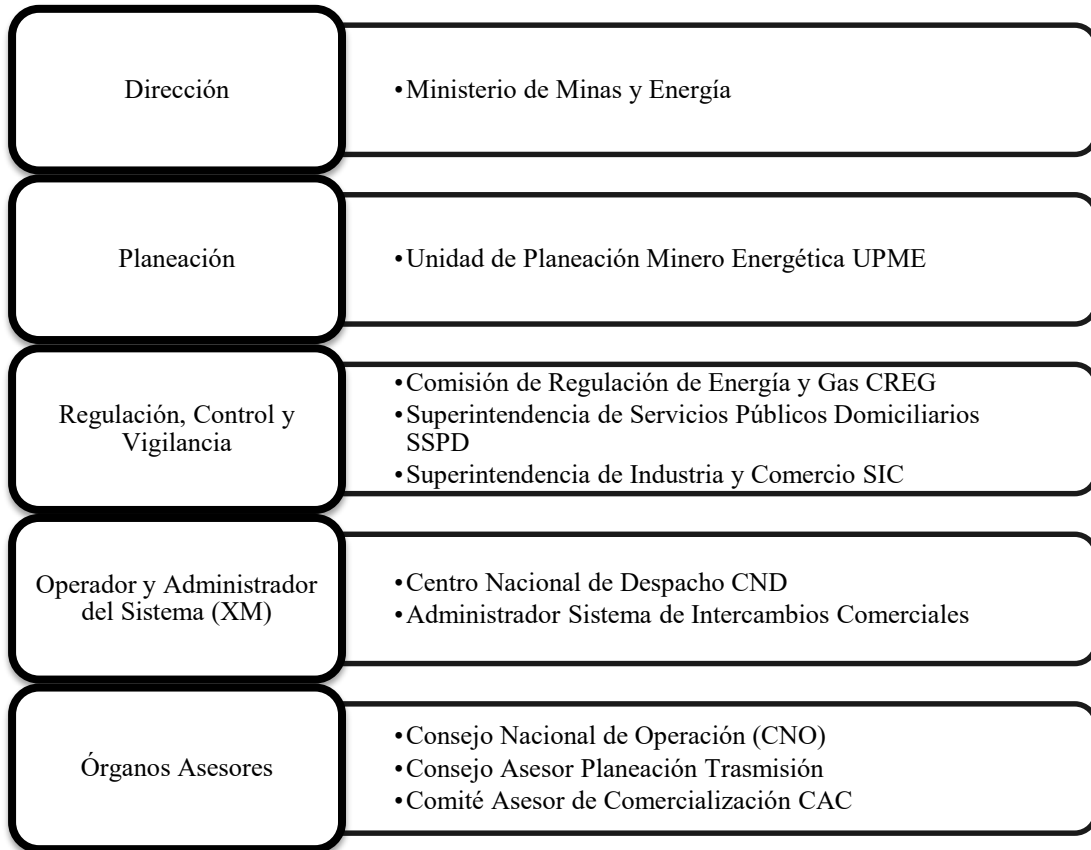 Dirección
•Ministerio de Minas y Energía
Planeación
•Unidad de Planeación Minero Energética UPME
Regulación, Control y
Vigilancia
•Comisión de Regulación de Energía y Gas CREG
•Superintendencia de Servicios Públicos Domiciliarios
SSPD
•Superintendencia de Industria y Comercio SIC
Operador y Administrador
del Sistema (XM)
•Centro Nacional de Despacho CND
•Administrador Sistema de Intercambios Comerciales
Órganos Asesores
•Consejo Nacional de Operación (CNO)
•Consejo Asesor Planeación Trasmisión
•Comité Asesor de Comercialización CAC